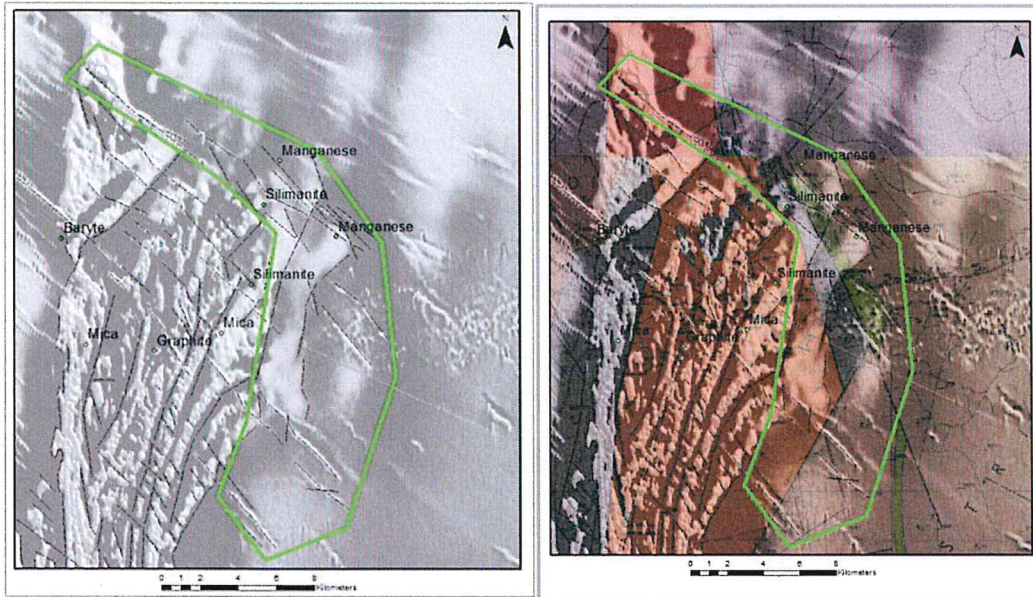 N
Manganese
Silimanite
Manganese
Baryte
Silimanite
Mica
Mica
Graphite
0 1 2 4 6 8
Kilometers
N
Manganese
Silimanite
Manganese
Baryte
Silimanite
Mica
Graphite
0 1 2 4 6 8
Kilometers